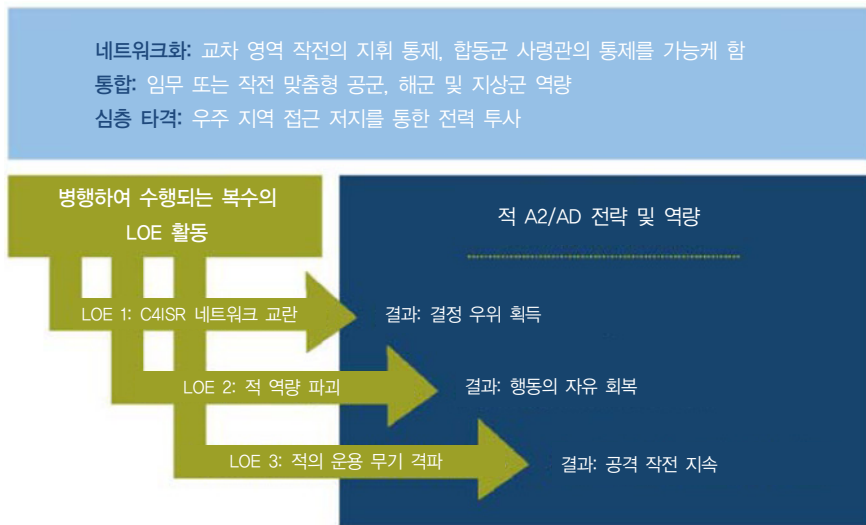 네트워크화: 교차 영역 작전의 지휘 통제, 합동군 사령관의 통제를 가능케 함
통합: 임무 또는 작전 맞춤형 공군, 해군 및 지상군 역량
심층 타격: 우주 지역 접근 저지를 통한 전력 투사
병행하여 수행되는 복수의
LOE 활동
적 A2/AD 전략 및 역량
LOE 1: C4ISR 네트워크 교란
결과: 결정 우위 획득
LOE 2: 적 역량 파괴
결과: 행동의 자유 회복
LOE 3: 적의 운용 무기 격파
결과: 공격 작전 지속